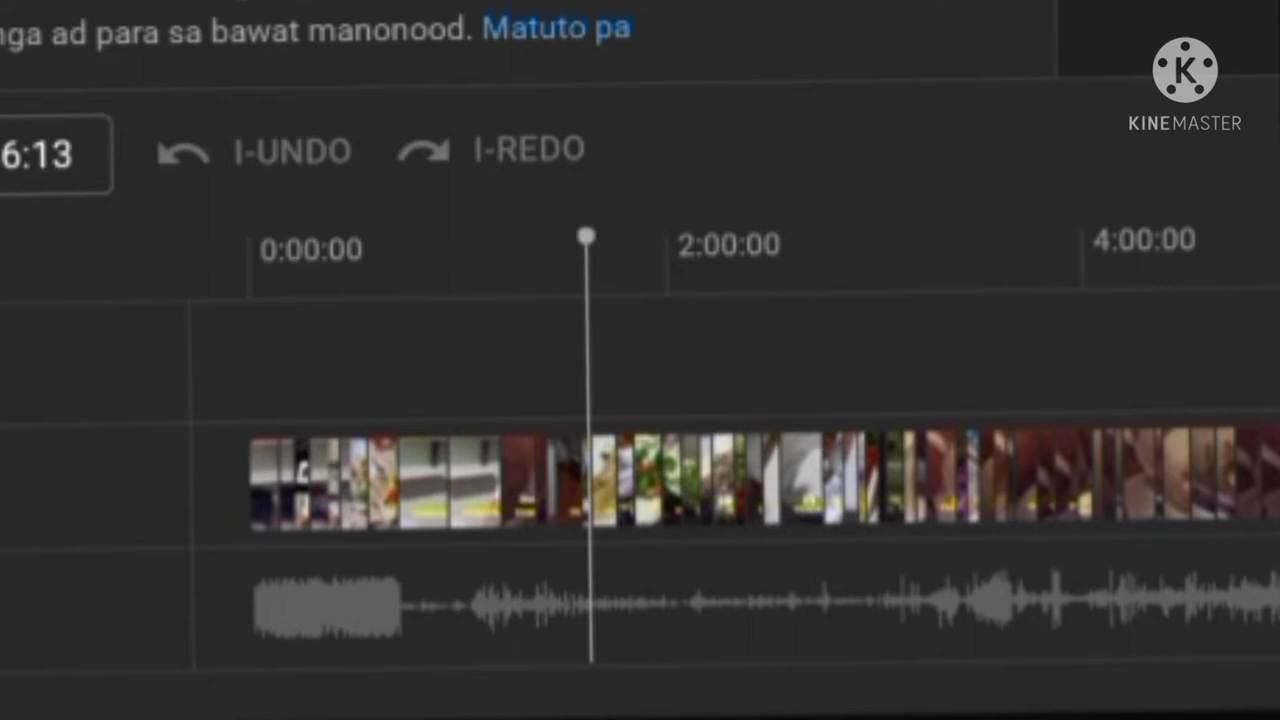 nga ad para sa bawat manonood. Matuto pa
K
KINEMASTER
6:13
I-UNDO
I-REDO
0:00:00
2:00:00
4:00:00